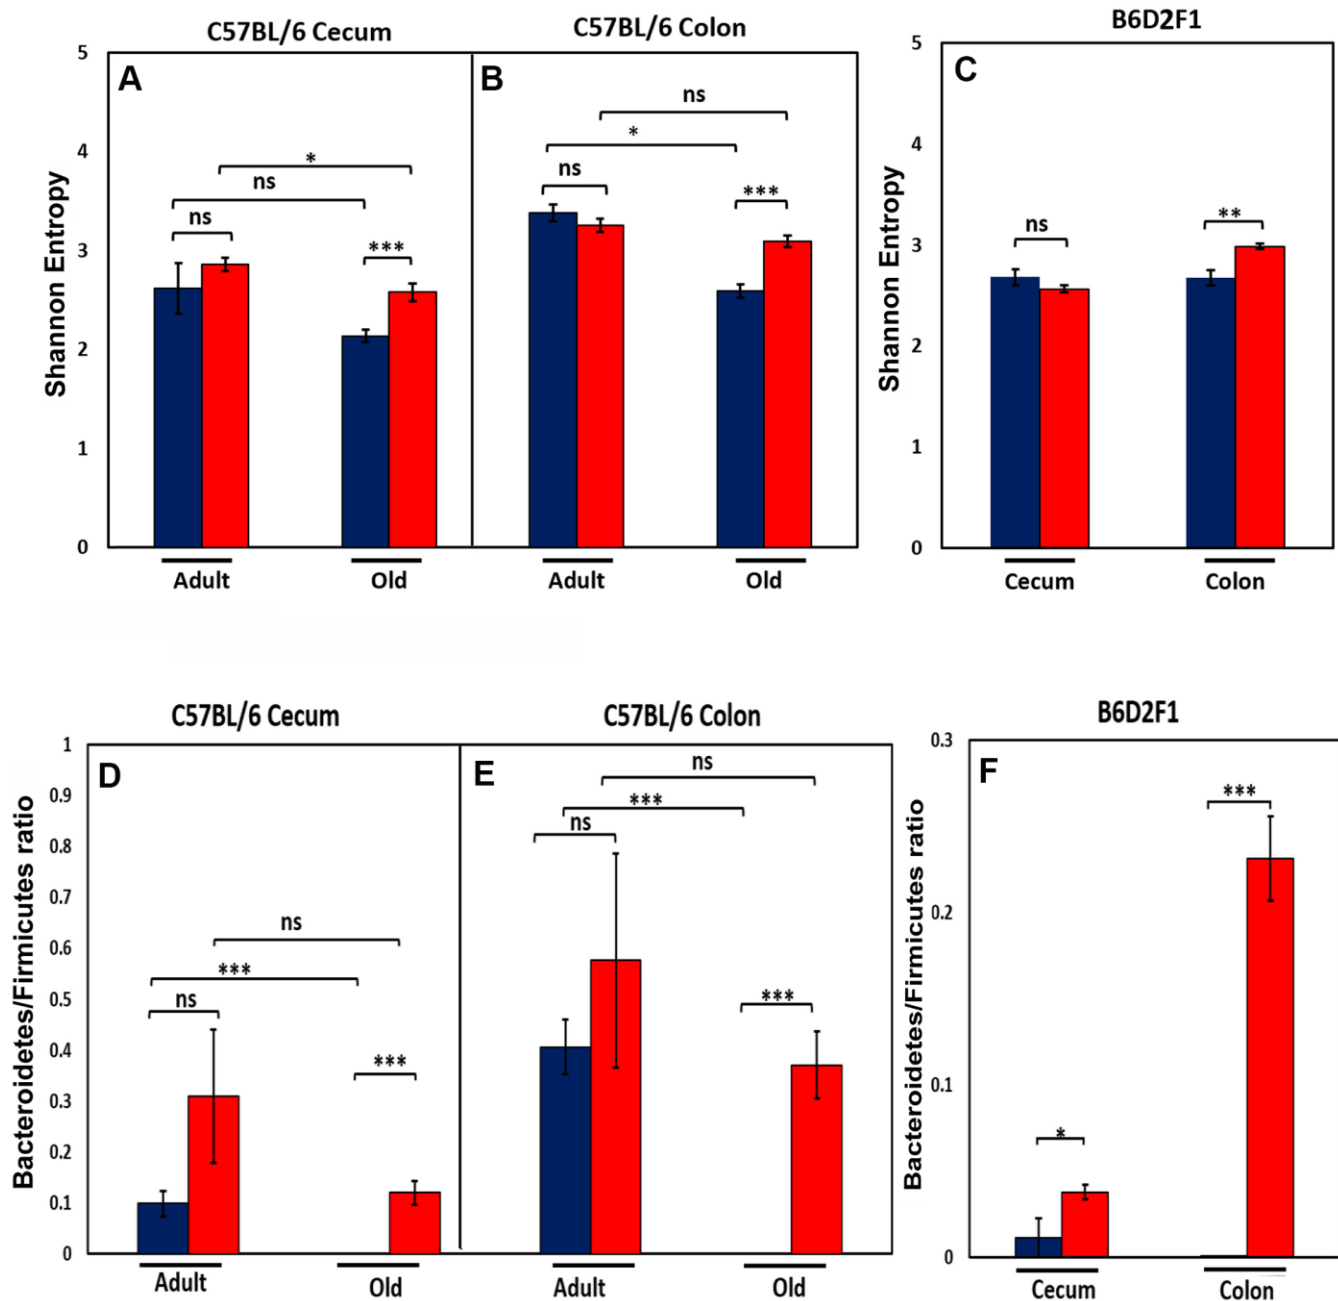 C57BL/6 Cecum
C57BL/6 Colon
B6D2F1
A
B
C
Shannon Entropy
5
4
3
2
1
0
ns
ns
*
***
ns
*
ns
***
Adult
Old
Adult
Old
Shannon Entropy
5
4
3
2
1
0
ns
**
Cecum
Colon
C57BL/6 Cecum
C57BL/6 Colon
B6D2F1
D
E
F
Bacteroidetes/Firmicutes ratio
1
0.9
0.8
0.7
0.6
0.5
0.4
0.3
0.2
0.1
0
ns
***
ns
***
ns
***
ns
***
Adult
Old
Adult
Old
Bacteroidetes/Firmicutes ratio
0.3
0.2
0.1
0
*
***
Cecum
Colon